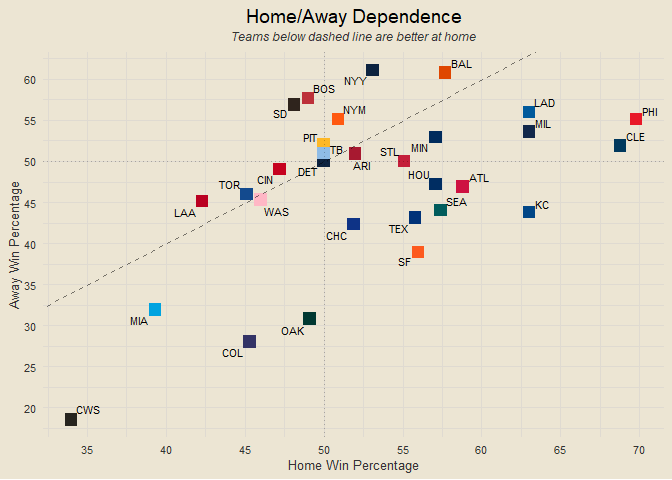 Home/Away Dependence
Teams below dashed line are better at home
Away Win Percentage
60
55
50
45
40
35
30
25
20
NYY
BAL
BOS
SD
NYM
LAD
PHI
MIL
CLE
PIT
TB
DET
ARI
STL
MIN
CIN
HOU
ATL
TOR
WAS
LAA
SEA
KC
CHC
TEX
SF
MIA
OAK
COL
CWS
35
40
45
50
55
60
65
70
Home Win Percentage